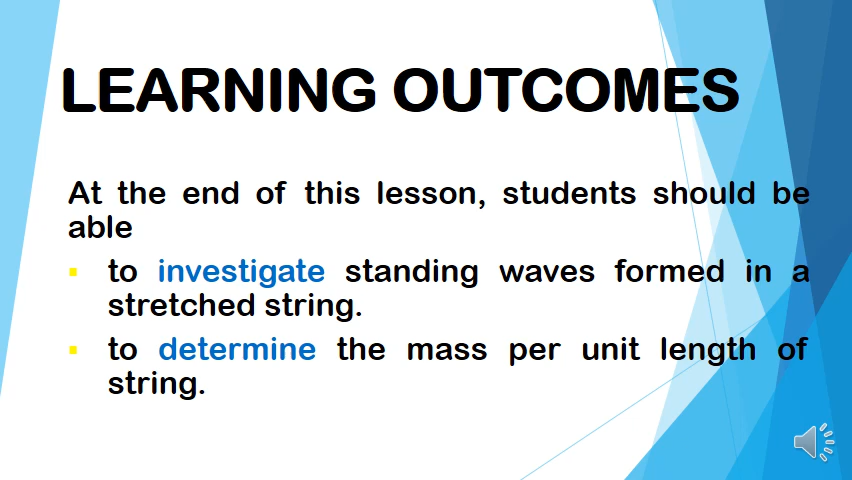 LEARNING OUTCOMES
At the end of this lesson, students should be
able
▪ to investigate standing waves formed in a
stretched string.
▪ to determine the mass per unit length of
string.